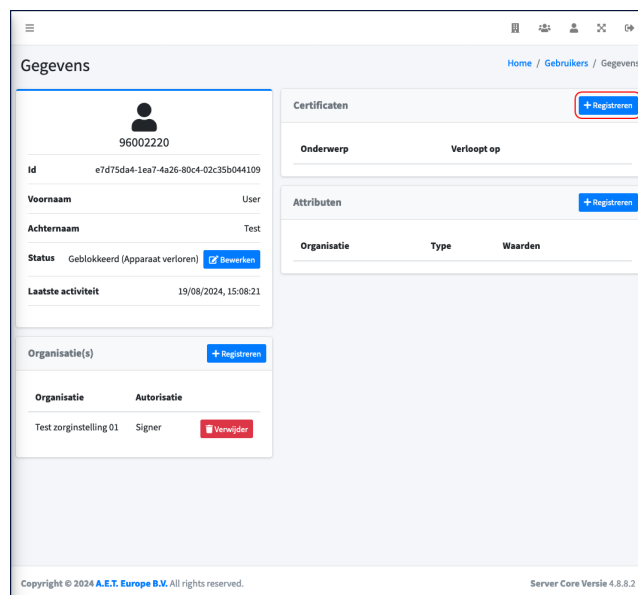 Gegevens
Home / Gebruikers / Gegevens
96002220
Id e7d75da4-1ea7-4a26-80c4-02c35b044109
Voornaam User
Achternaam Test
Status Geblokkeerd (Apparaat verloren) Bewerken
Laatste activiteit 19/08/2024, 15:08:21
Organisatie(s) + Registreren
Organisatie Autorisatie
Test zorginstelling 01 Signer Verwijder
Certificaten + Registreren
Onderwerp Verloopt op
Attributen + Registreren
Organisatie Type Waarden
Copyright © 2024 A.E.T. Europe B.V. All rights reserved.
Server Core Versie 4.8.8.2